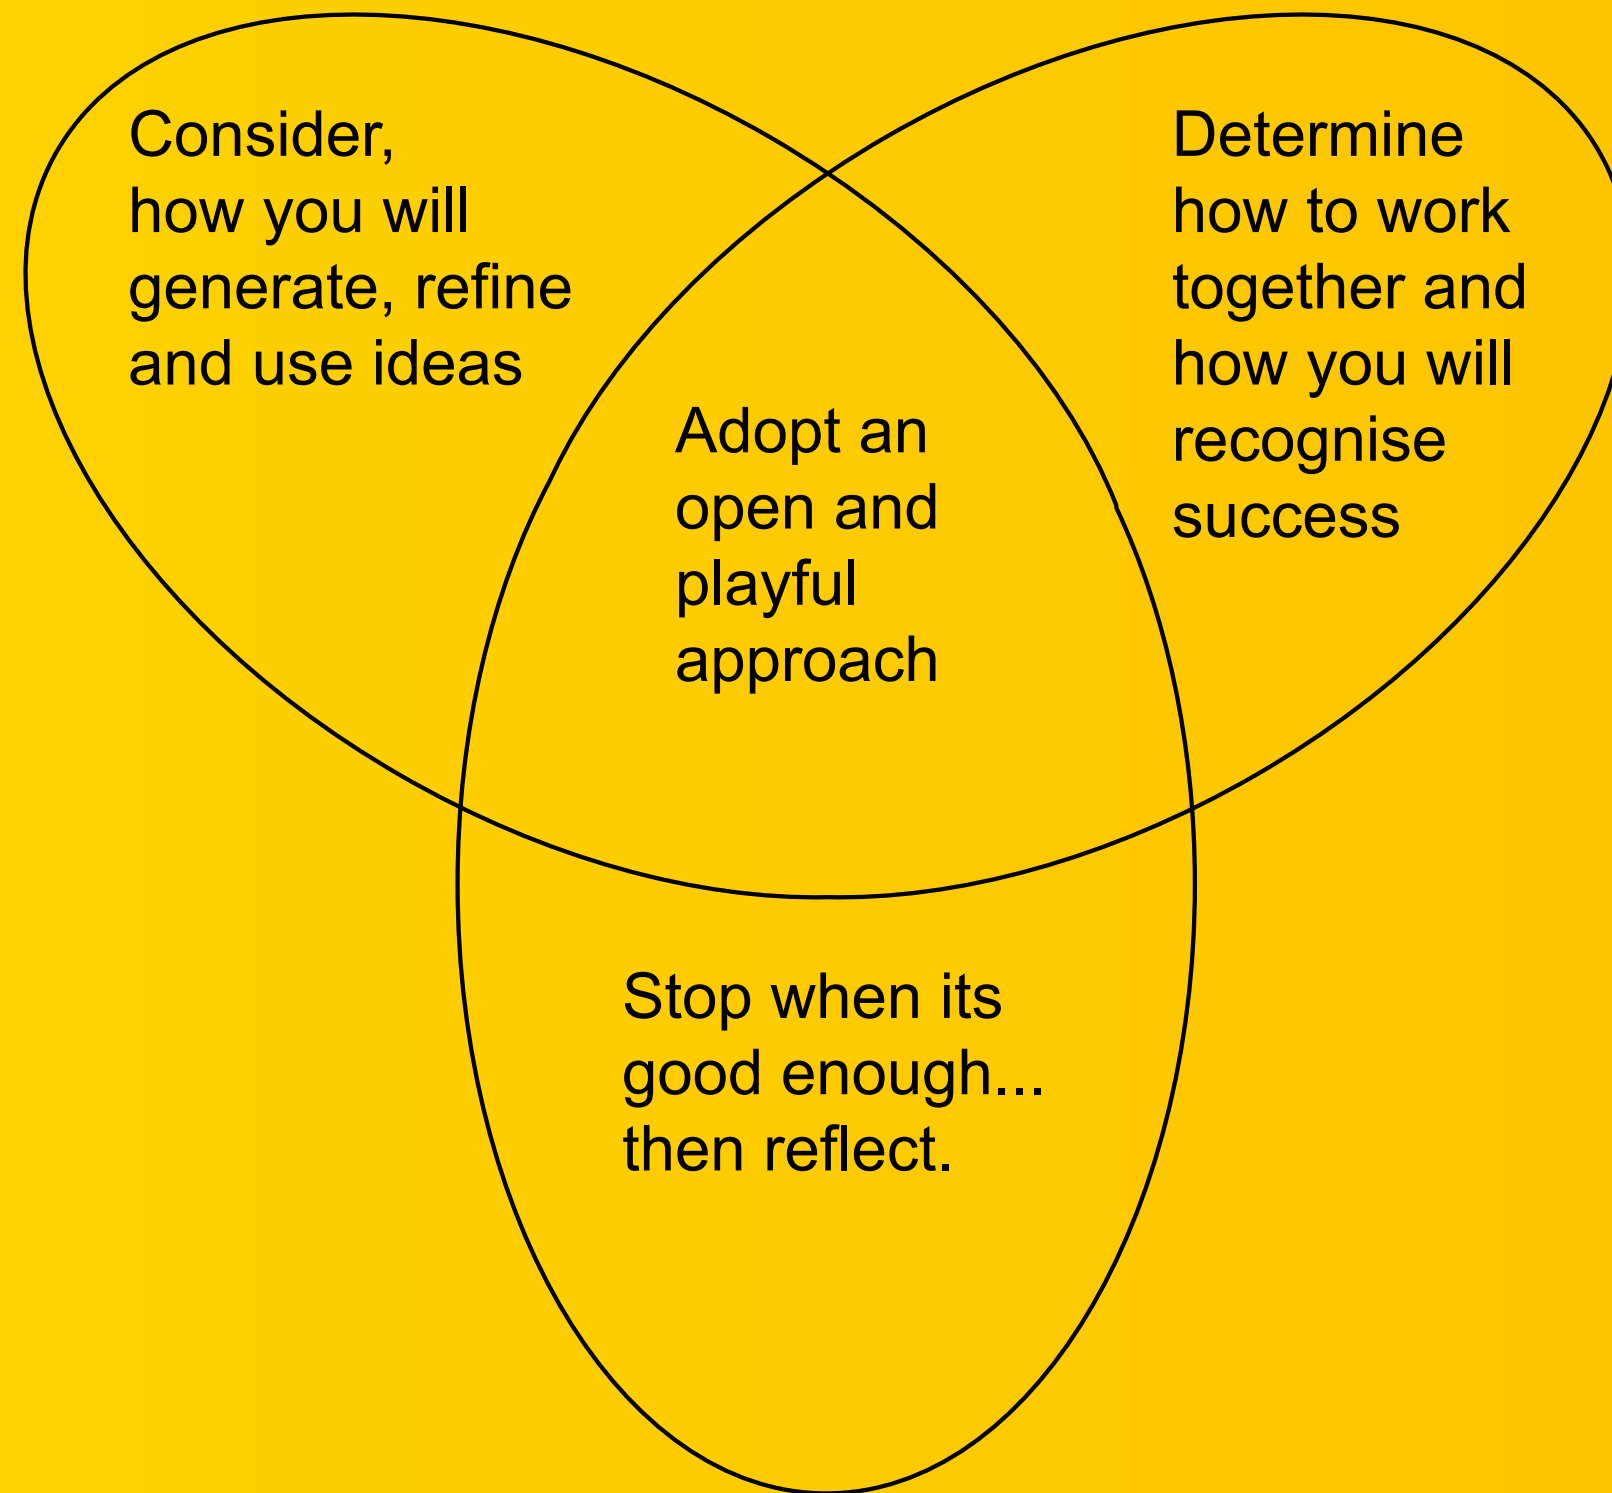 Consider,
how you will
generate, refine
and use ideas
Determine
how to work
together and
how you will
recognise
success
Adopt an
open and
playful
approach
Stop when its
good enough...
then reflect.